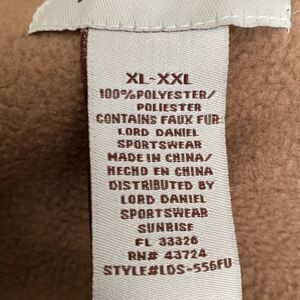 XL-XXL
100%POLYESTER/
POLIESTER
CONTAINS FAUX FUR
LORD DANIEL
SPORTSWEAR
MADE IN CHINA/
HECHO EN CHINA
DISTRIBUTED BY
LORD DANIEL
SPORTSWEAR
SUNRISE
FL 33326
RN# 43724
STYLE#LDS-556FU